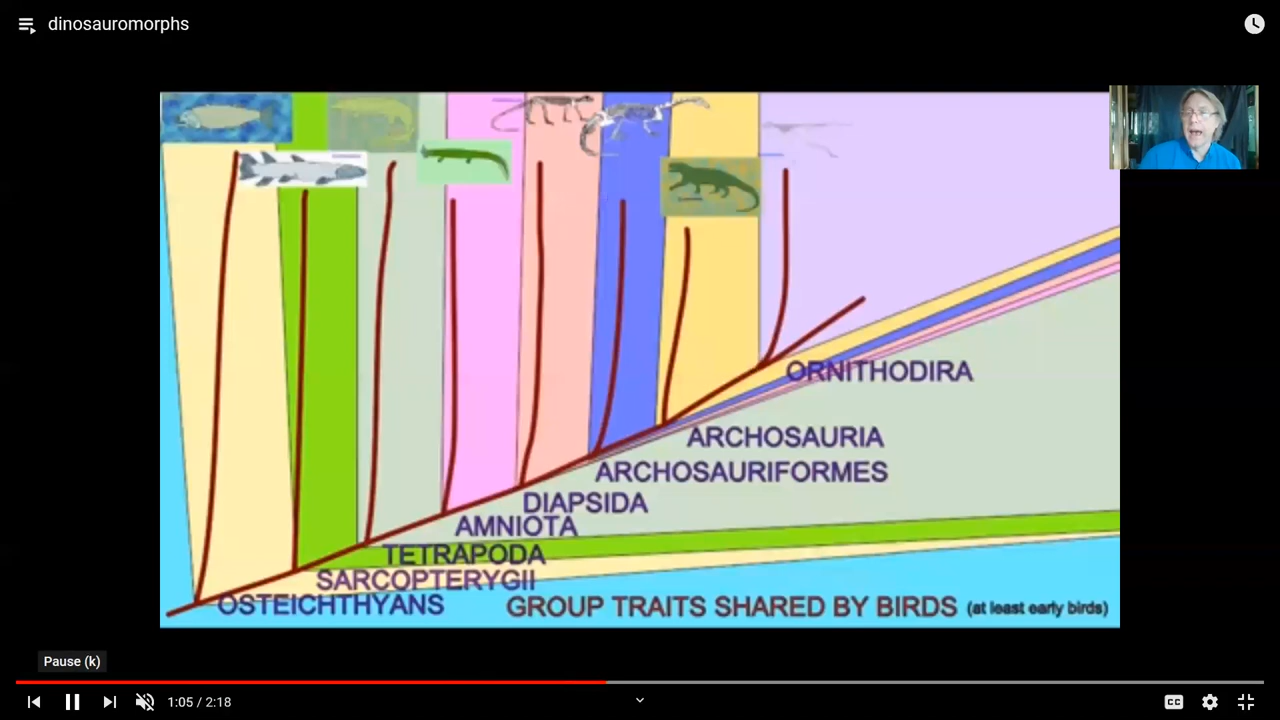 dinosauromorphs
ORNITHODIRA
ARCHOSAURIA
ARCHOSAURIFORMES
DIAPSIDA
AMNIOTA
TETRAPODA
SARCOPTERYGII
OSTEICHTHYANS
GROUP TRAITS SHARED BY BIRDS (at least early birds)
Pause (k)
1:05 / 2:18
CC